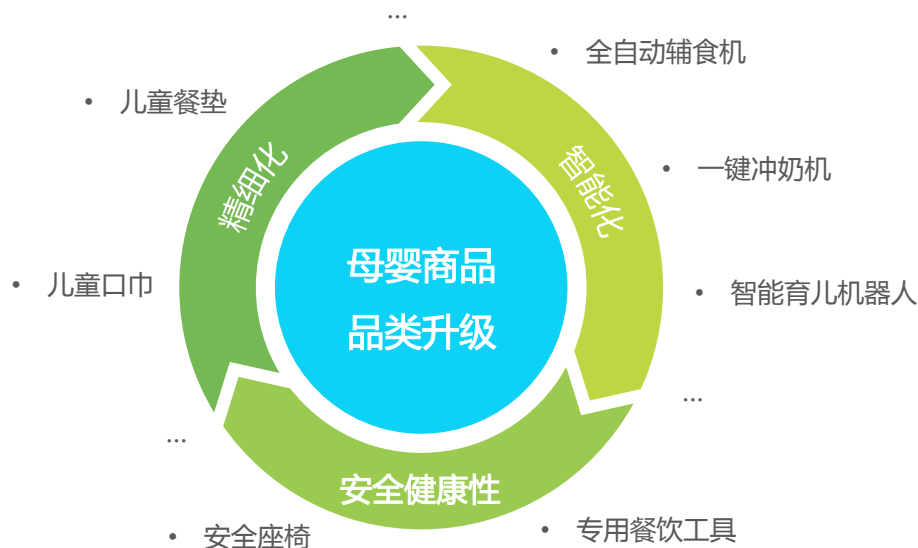 ...
• 全自动辅食机
• 儿童餐垫
精细化
智能化
• 一键冲奶机
母婴商品
品类升级
• 儿童口巾
• 智能育儿机器人
...
...
安全健康性
• 安全座椅
• 专用餐饮工具